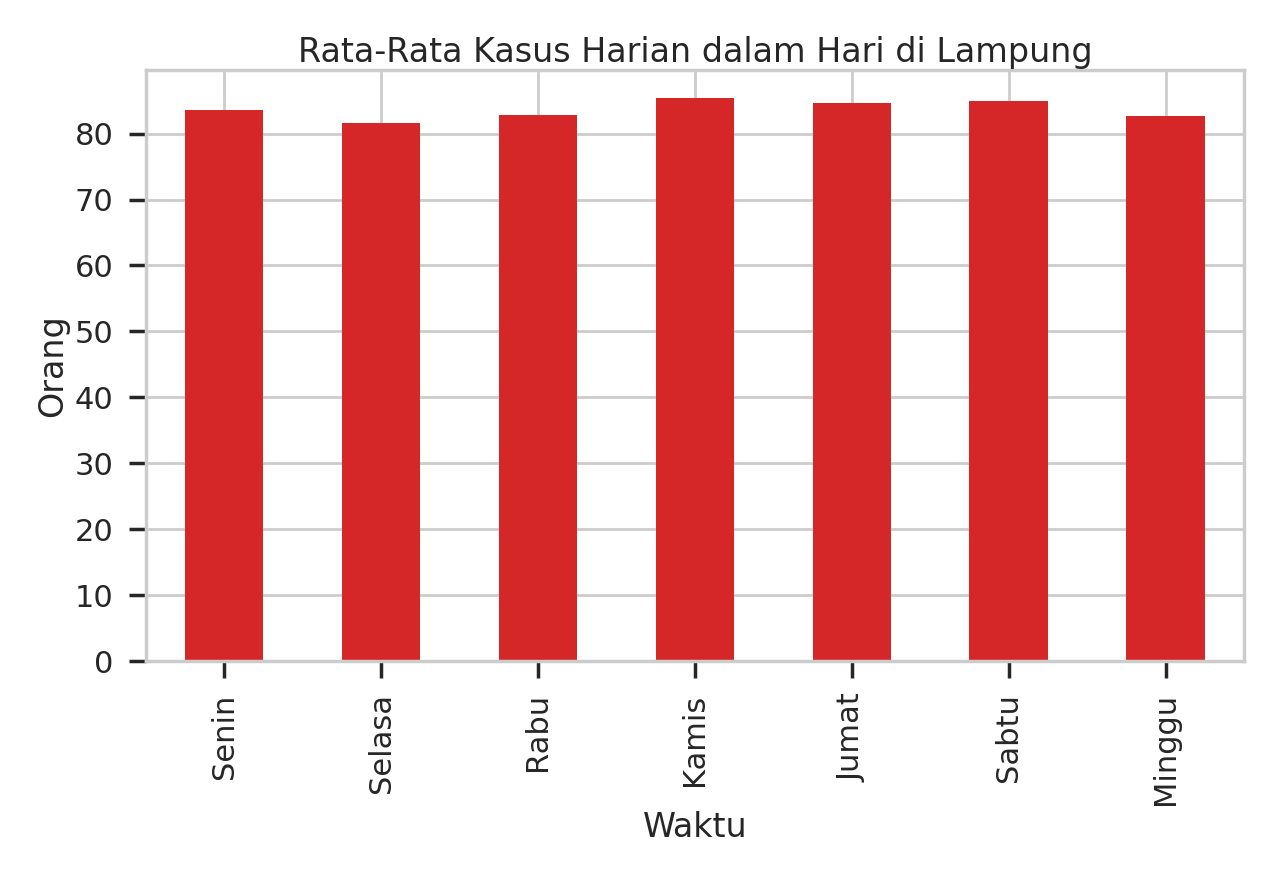 Rata-Rata Kasus Harian dalam Hari di Lampung
80
70
60
50
40
30
20
10
0
Orang
Senin
Selasa
Rabu
Kamis
Jumat
Sabtu
Minggu
Waktu